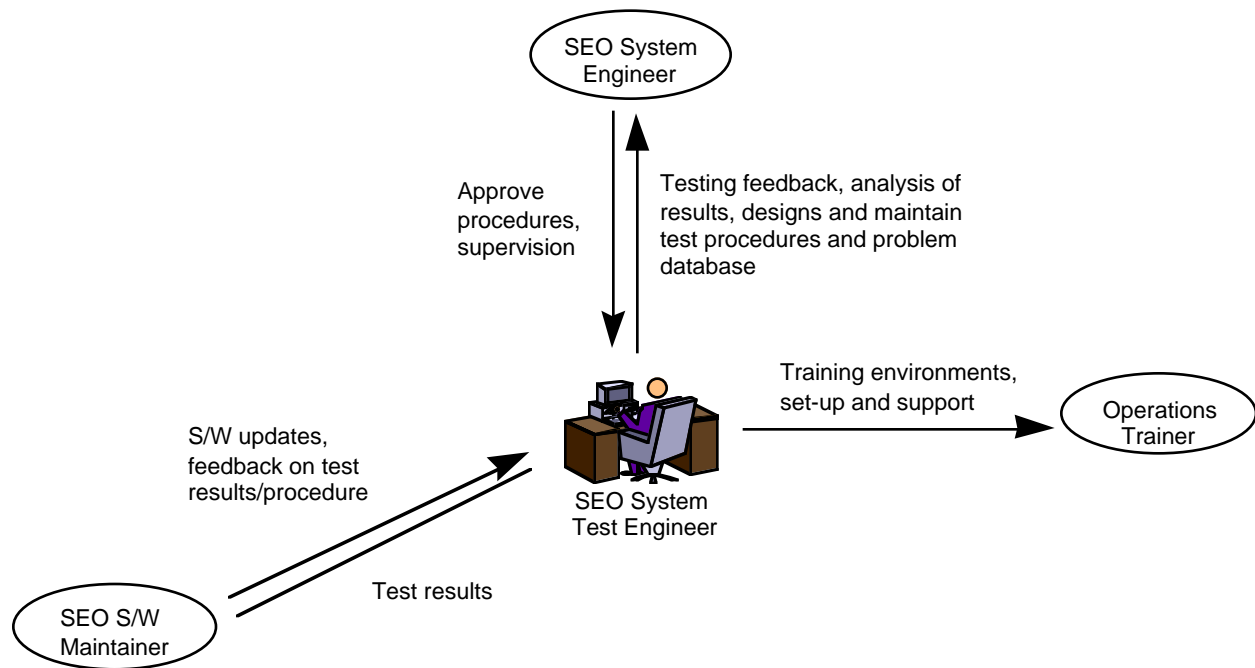 SEO System
Engineer
Approve
procedures,
supervision
Testing feedback, analysis of
results, designs and maintain
test procedures and problem
database
Training environments,
set-up and support
Operations
Trainer
S/W updates,
feedback on test
results/procedure
SEO System
Test Engineer
Test results
SEO S/W
Maintainer